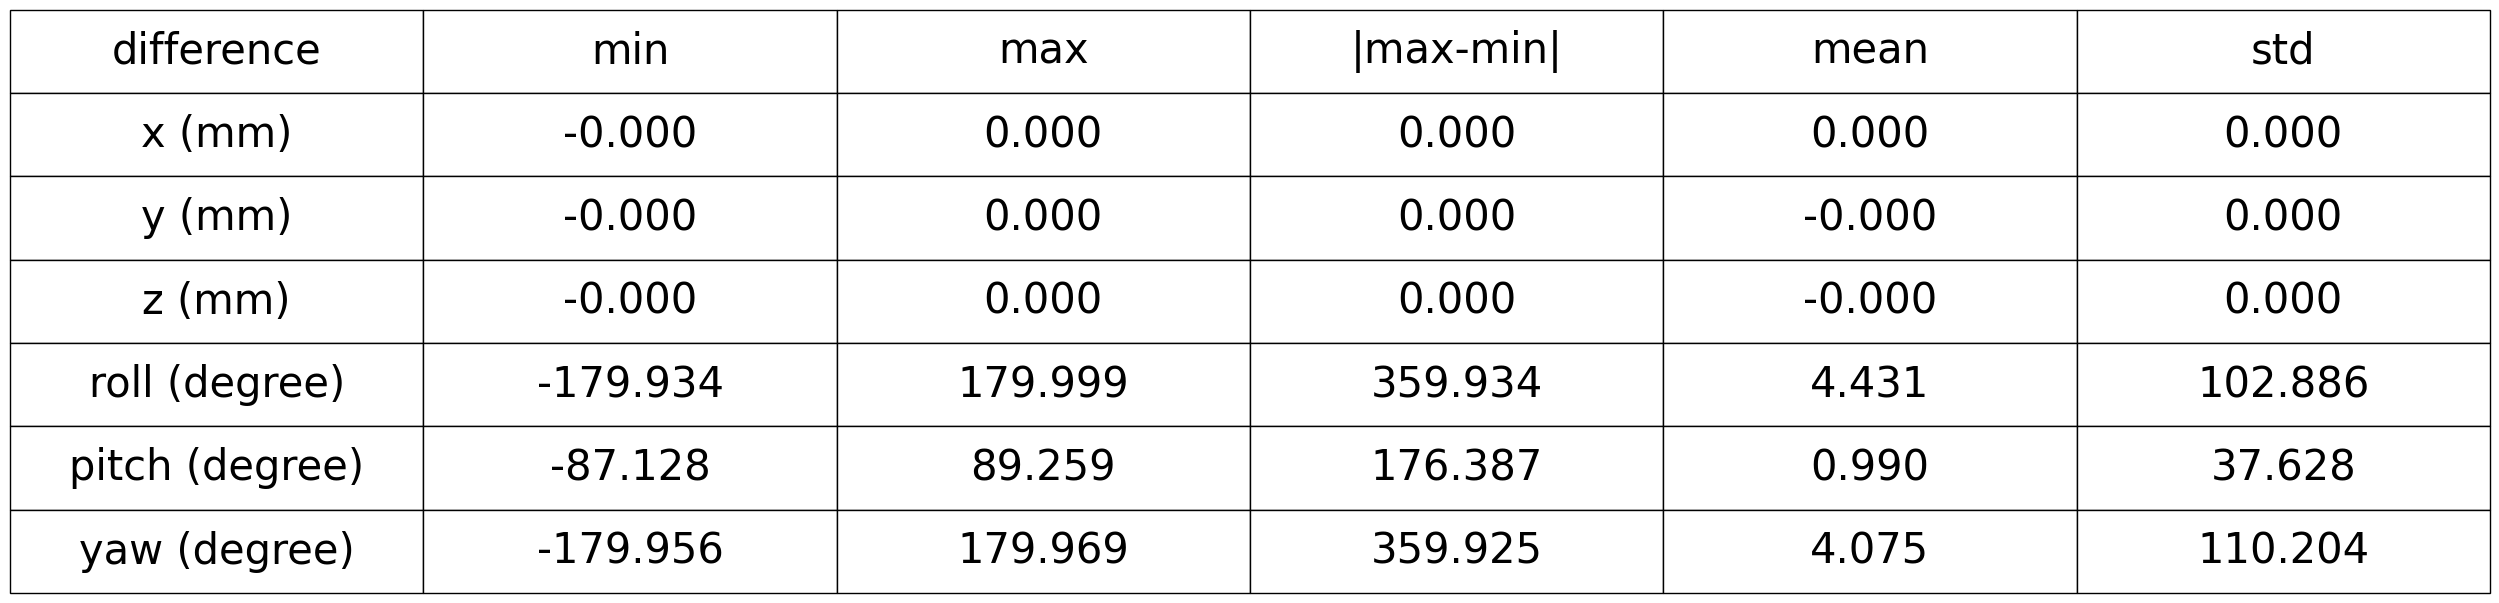 difference min max |max-min| mean std
x (mm) -0.000 0.000 0.000 0.000 0.000
y (mm) -0.000 0.000 0.000 -0.000 0.000
z (mm) -0.000 0.000 0.000 -0.000 0.000
roll (degree) -179.934 179.999 359.934 4.431 102.886
pitch (degree) -87.128 89.259 176.387 0.990 37.628
yaw (degree) -179.956 179.969 359.925 4.075 110.204